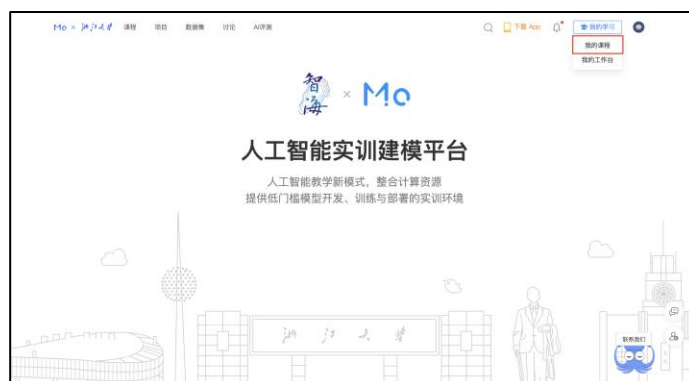 Mo × 浙江大学 课程 项目 数据集 讨论 AI评测 下载 App 我的学习
我的课程
我的工作台
智海 × Mo
人工智能实训建模平台
人工智能教学新模式，整合计算资源
提供低门槛模型开发、训练与部署的实训环境
浙江大学
联系我们